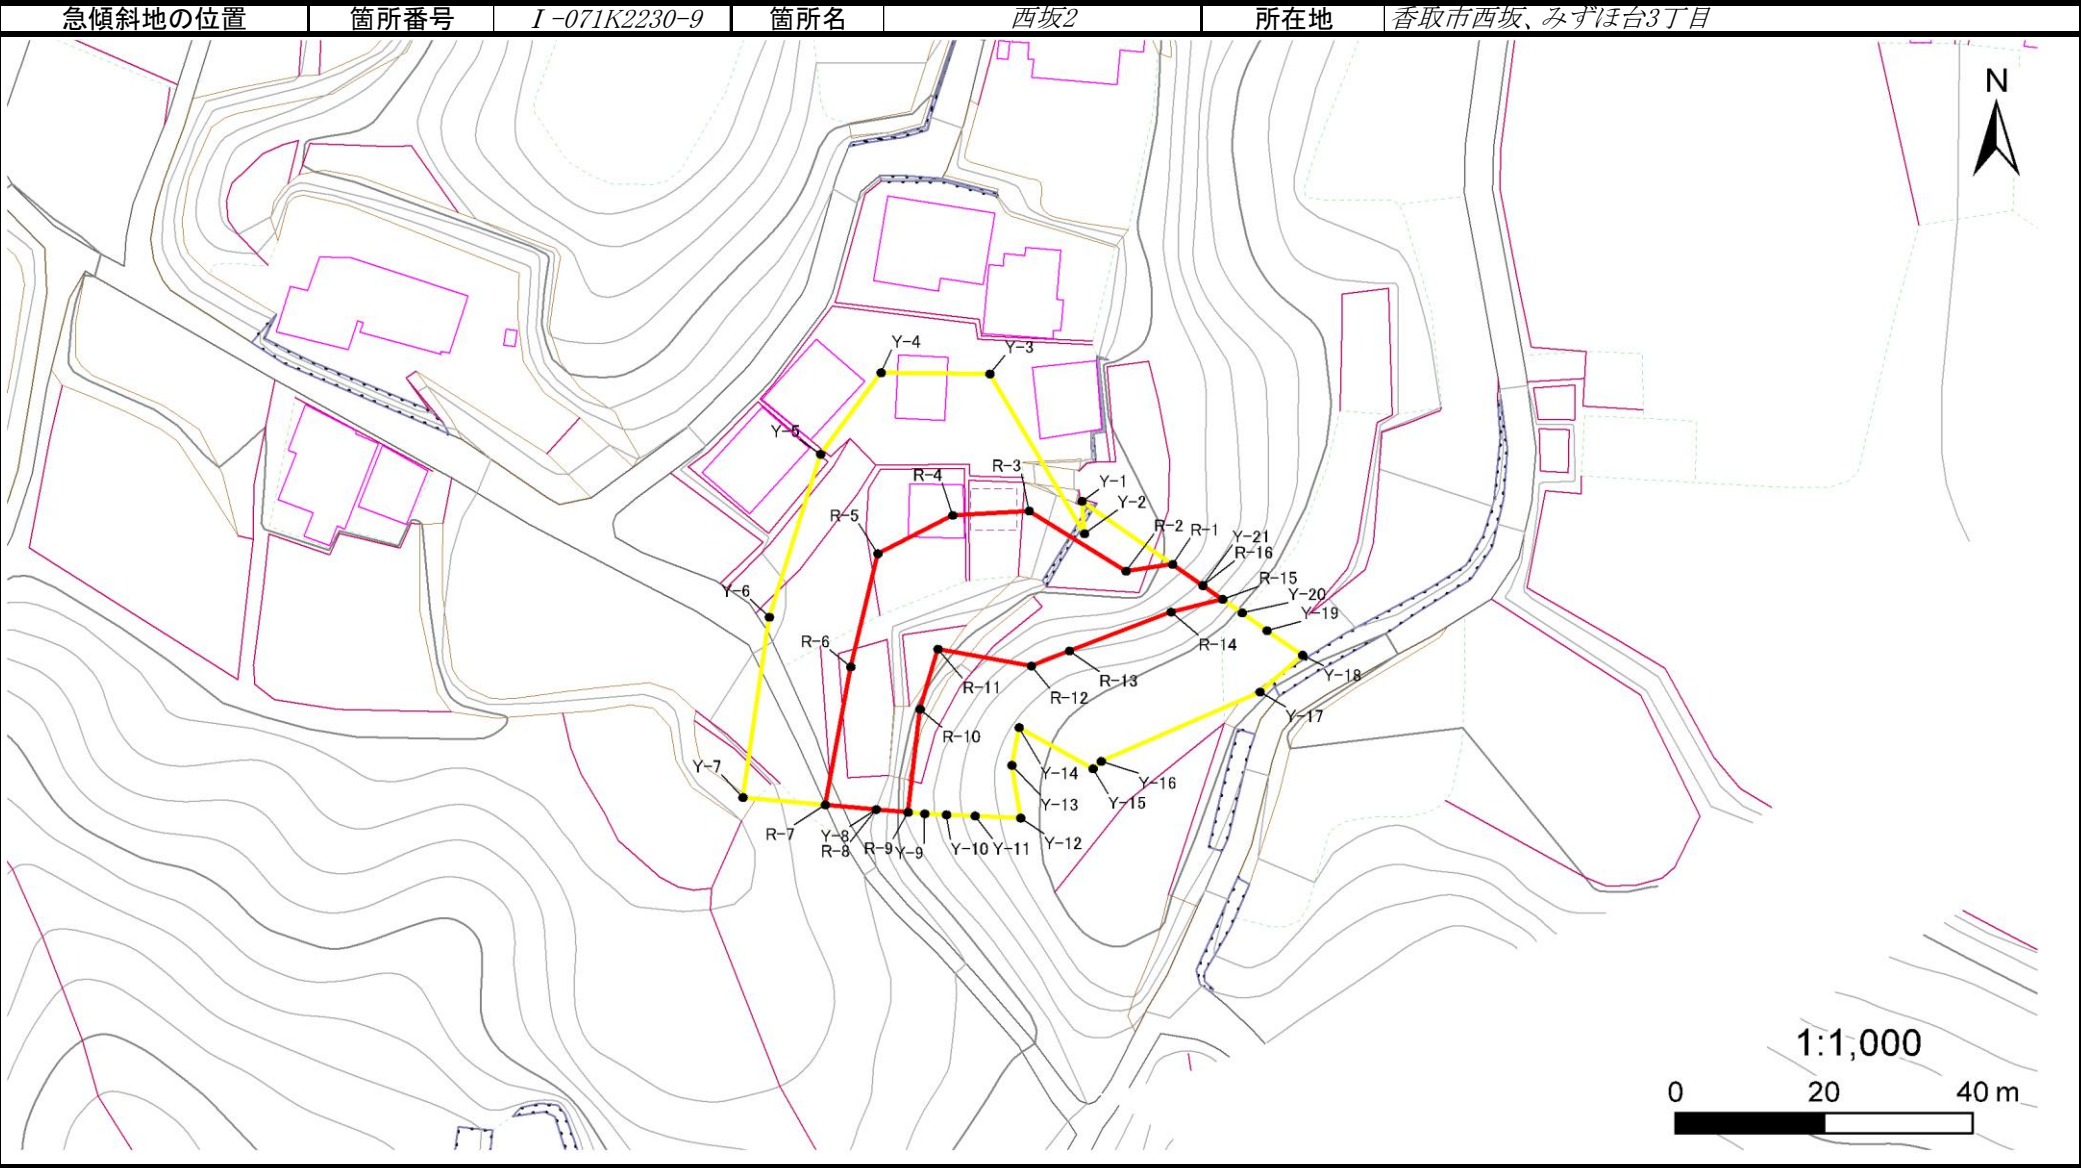 急傾斜地の位置 箇所番号 Ⅰ-071K2230-9 箇所名 西坂2 所在地 香取市西坂、みずほ台3丁目
N
Y-4
Y-3
Y-5
R-4
R-3
Y-1
Y-2
R-5
R-2
R-1
Y-21
R-16
R-15
Y-6
Y-20
Y-19
R-6
R-14
R-13
Y-18
R-11
R-12
Y-17
R-10
Y-7
Y-14
Y-16
Y-13
Y-15
R-7
Y-8
R-8
R-9
Y-9
Y-10
Y-11
Y-12
1:1,000
0 20 40 m